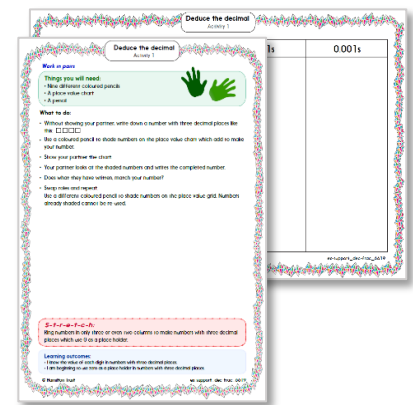 Deduce the decimal
Activity 1
Deduce the decimal
Activity 1
1s
0.001s
Work in pairs
Things you will need:
- Nine different coloured pencils
- A place value chart
- A pencil
What to do:
- Without showing your partner, write down a number with three decimal places like
- Use a coloured pencil to shade numbers on the place value chart which add to make
your number.
- Show your partner the chart.
- Your partner looks at the shaded numbers and writes the completed number.
- Does what they have written, match your number?
- Swap roles and repeat.
Use a different coloured pencil to shade numbers on the place value grid. Numbers
already shaded cannot be re-used.
S-t-r-e-t-c-h:
Ring numbers in only three or even two columns to make numbers with three decimal
places which use 0 as a place holder.
Learning outcomes:
- I know the value of each digit in numbers with three decimal places.
- I am beginning to use zero as a place holder in numbers with three decimal places.
© Hamilton Trust